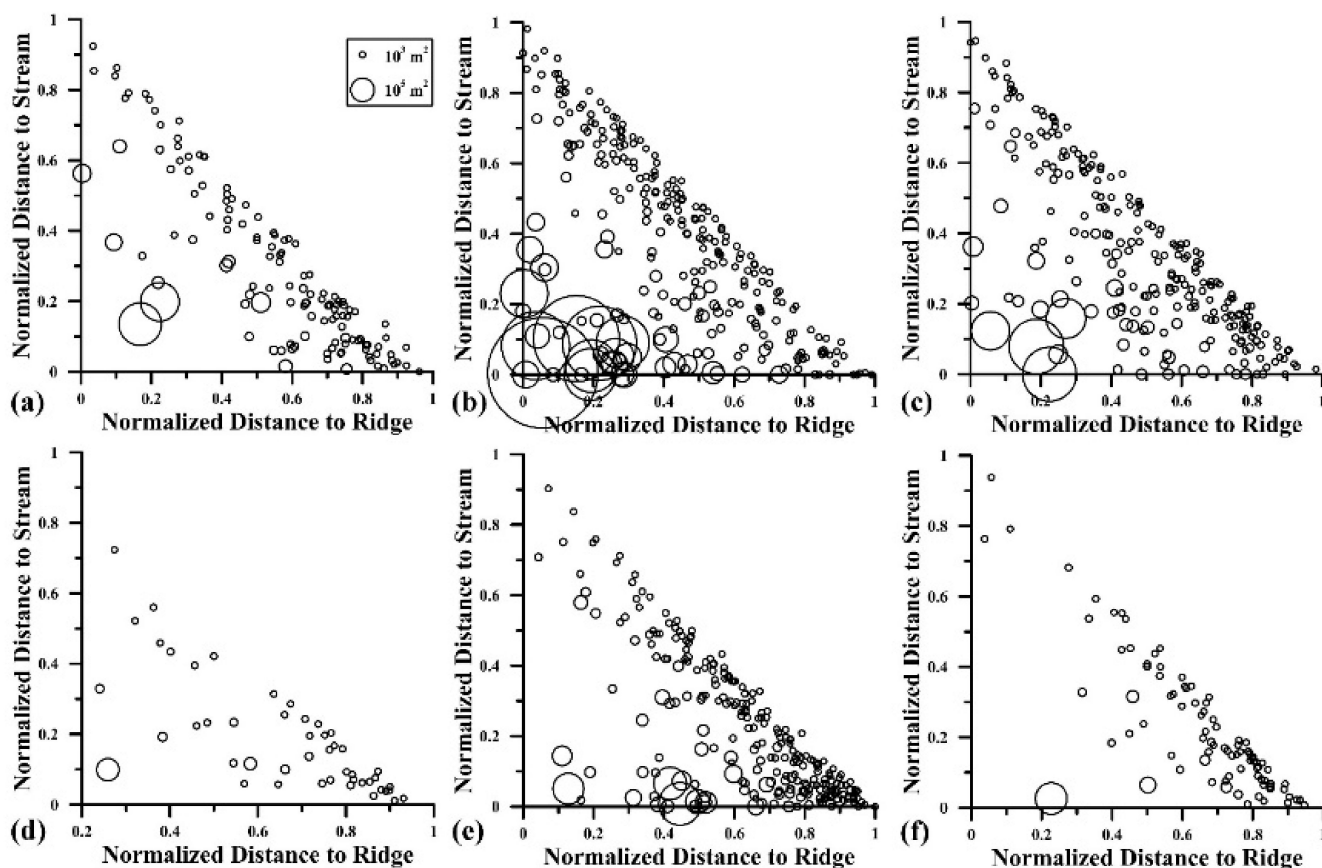 Normalized Distance to Stream
1
0.8
0.6
0.4
0.2
0
10³ m²
10⁵ m²
0 0.2 0.4 0.6 0.8 1
(a) Normalized Distance to Ridge
Normalized Distance to Stream
1
0.8
0.6
0.4
0.2
0
0 0.2 0.4 0.6 0.8 1
(b) Normalized Distance to Ridge
Normalized Distance to Stream
1
0.8
0.6
0.4
0.2
0
0 0.2 0.4 0.6 0.8 1
(c) Normalized Distance to Ridge
Normalized Distance to Stream
1
0.8
0.6
0.4
0.2
0
0.2 0.4 0.6 0.8 1
(d) Normalized Distance to Ridge
Normalized Distance to Stream
1
0.8
0.6
0.4
0.2
0
0 0.2 0.4 0.6 0.8 1
(e) Normalized Distance to Ridge
Normalized Distance to Stream
1
0.8
0.6
0.4
0.2
0
0 0.2 0.4 0.6 0.8 1
(f) Normalized Distance to Ridge